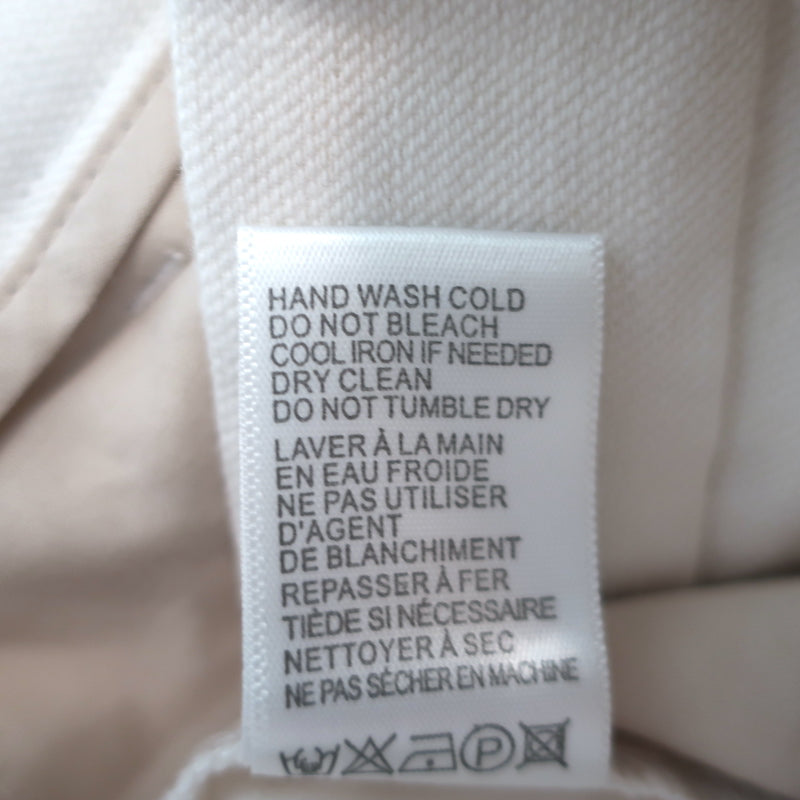 HAND WASH COLD
DO NOT BLEACH
COOL IRON IF NEEDED
DRY CLEAN
DO NOT TUMBLE DRY
LAVER À LA MAIN
EN EAU FROIDE
NE PAS UTILISER
D'AGENT
DE BLANCHIMENT
REPASSER À FER
TIÈDE SI NÉCESSAIRE
NETTOYER À SEC
NE PAS SÉCHER EN MACHINE
P